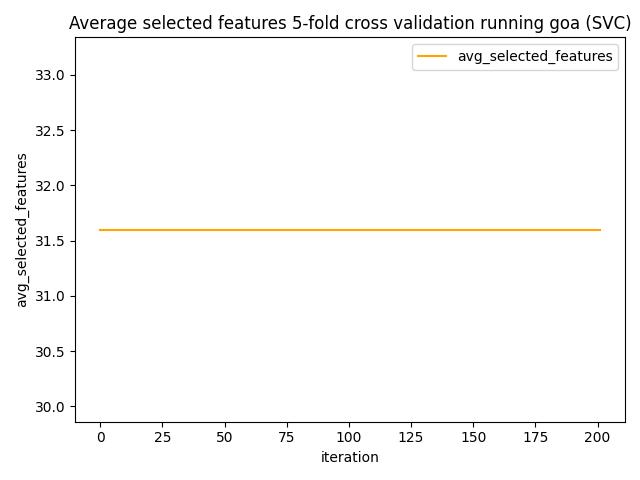 Average selected features 5-fold cross validation running goa (SVC)
avg_selected_features
33.0
32.5
32.0
31.5
31.0
30.5
30.0
avg_selected_features
0 25 50 75 100 125 150 175 200
iteration